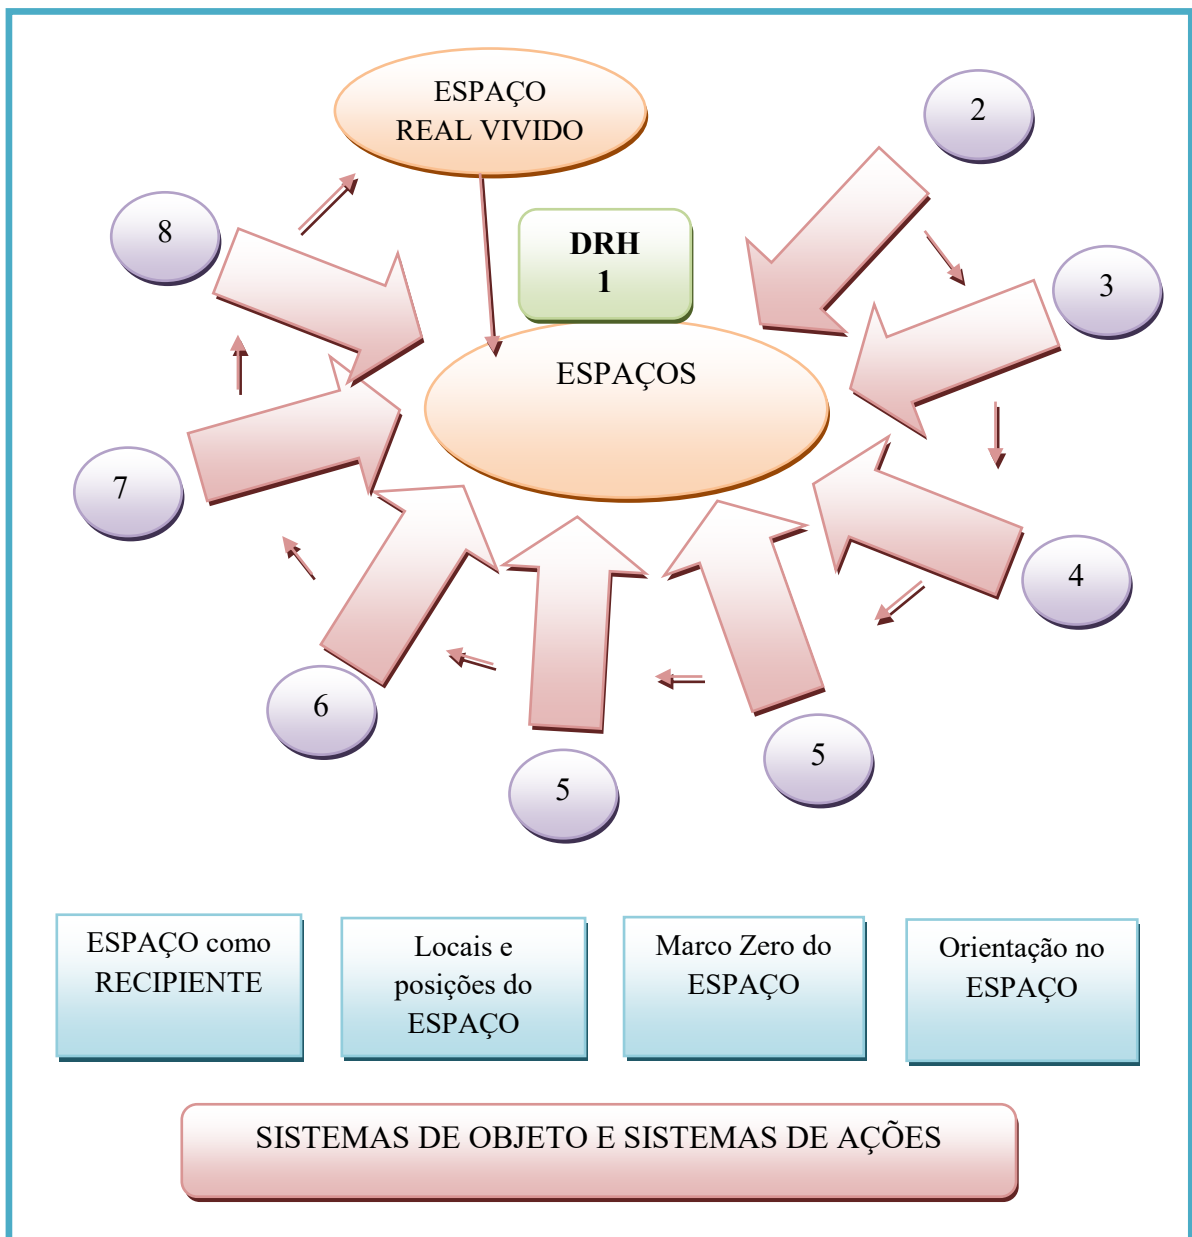 ESPAÇO
REAL VIVIDO
2
8
DRH
1
3
ESPAÇOS
7
4
6
5
5
ESPAÇO como
RECIPIENTE
Locais e
posições do
ESPAÇO
Marco Zero do
ESPAÇO
Orientação no
ESPAÇO
SISTEMAS DE OBJETO E SISTEMAS DE AÇÕES